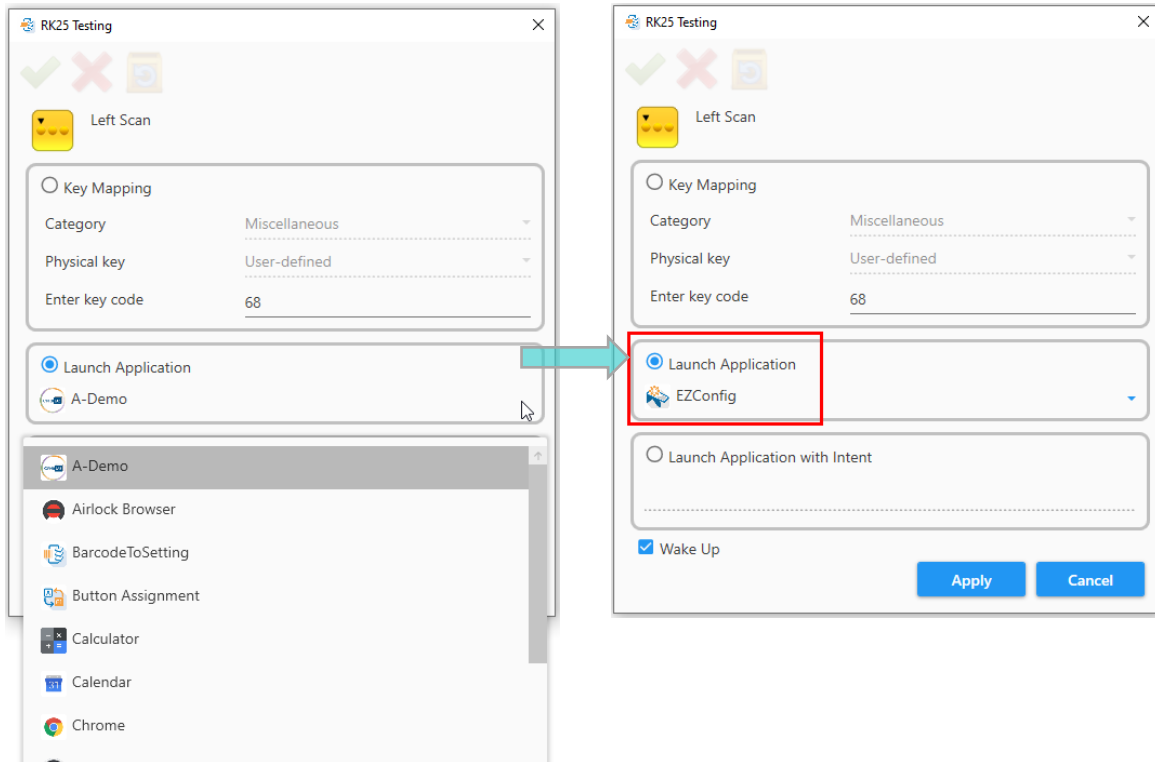 RK25 Testing
Left Scan
Key Mapping
Category Miscellaneous
Physical key User-defined
Enter key code 68
Launch Application
A-Demo
A-Demo
Airlock Browser
BarcodeToSetting
Button Assignment
Calculator
Calendar
31
Chrome
RK25 Testing
Left Scan
Key Mapping
Category Miscellaneous
Physical key User-defined
Enter key code 68
Launch Application
EZConfig
Launch Application with Intent
Wake Up
Apply Cancel